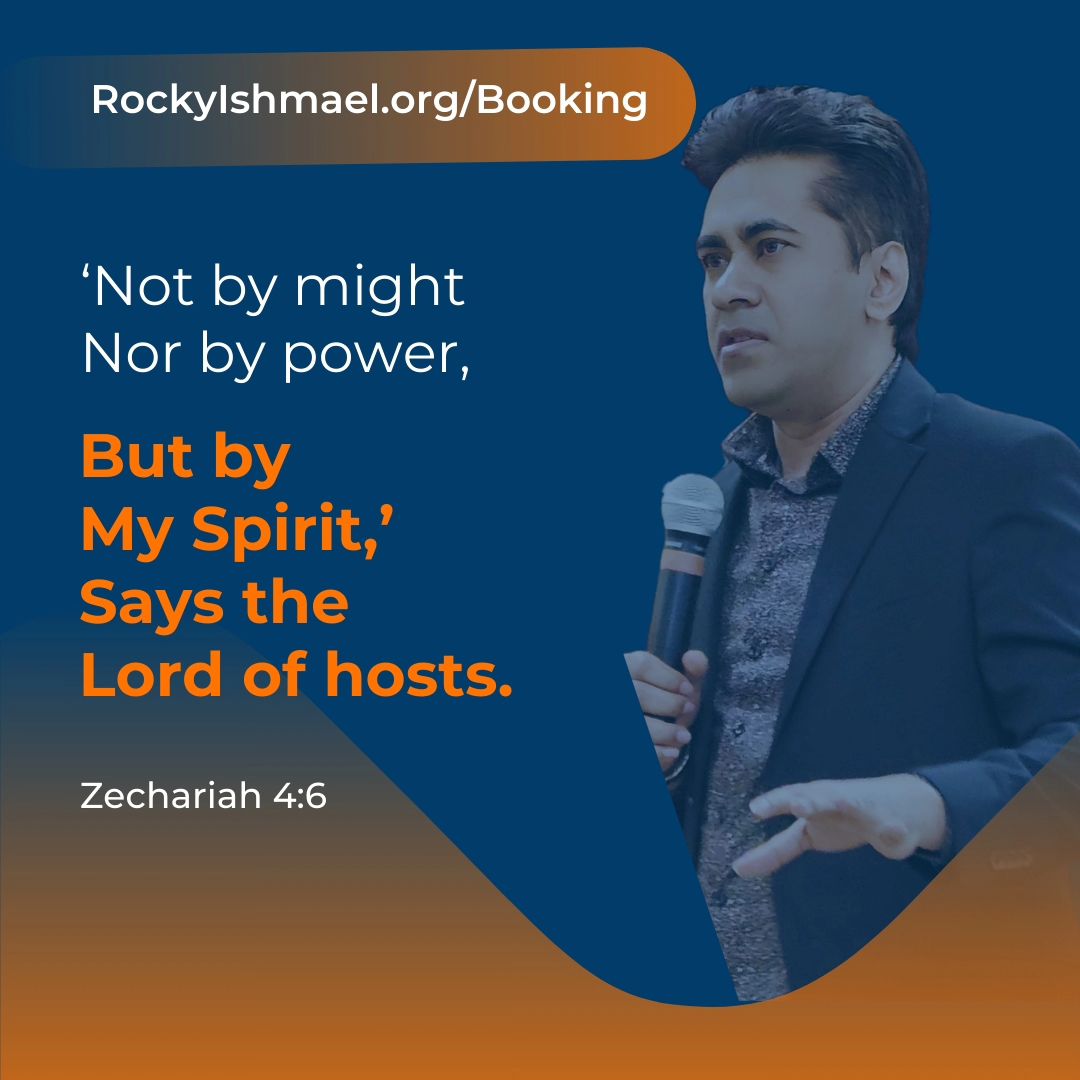 RockyIshmael.org/Booking
‘Not by might
Nor by power,
But by
My Spirit,’
Says the
Lord of hosts.
Zechariah 4:6